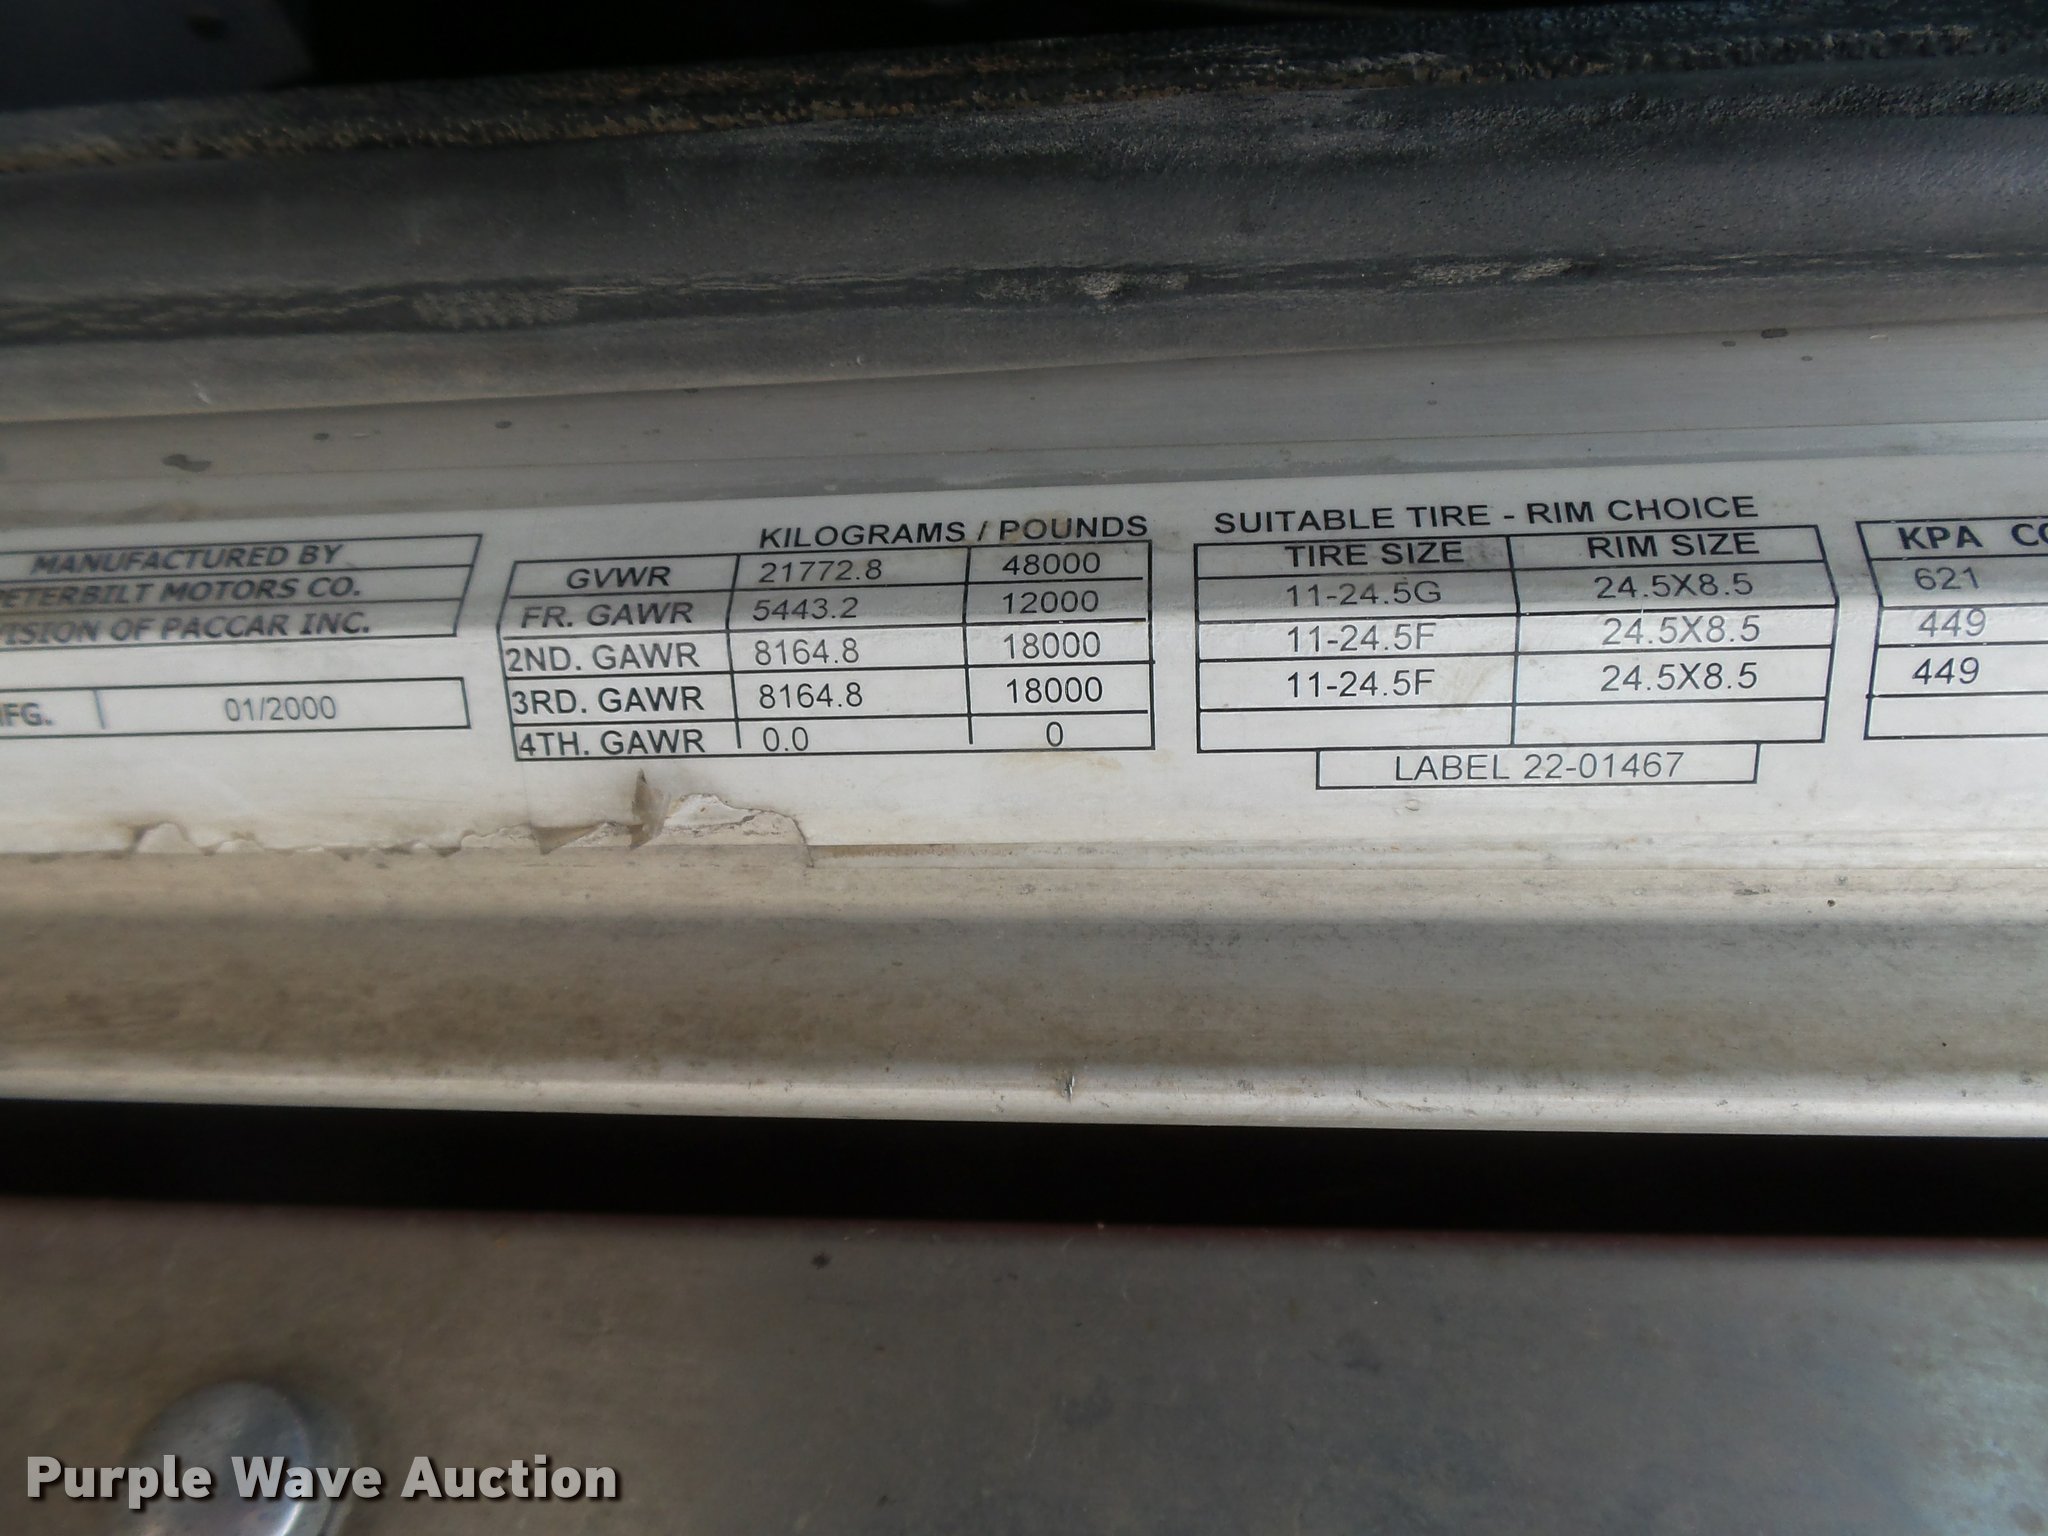 MANUFACTURED BY
PETERBILT MOTORS CO.
VISION OF PACCAR INC.
MFG. 01/2000
KILOGRAMS / POUNDS
GVWR 21772.8 48000
FR. GAWR 5443.2 12000
2ND. GAWR 8164.8 18000
3RD. GAWR 8164.8 18000
4TH. GAWR 0.0 0
SUITABLE TIRE - RIM CHOICE
TIRE SIZE RIM SIZE
11-24.5G 24.5X8.5
11-24.5F 24.5X8.5
11-24.5F 24.5X8.5
LABEL 22-01467
KPA
621
449
449
Purple Wave Auction